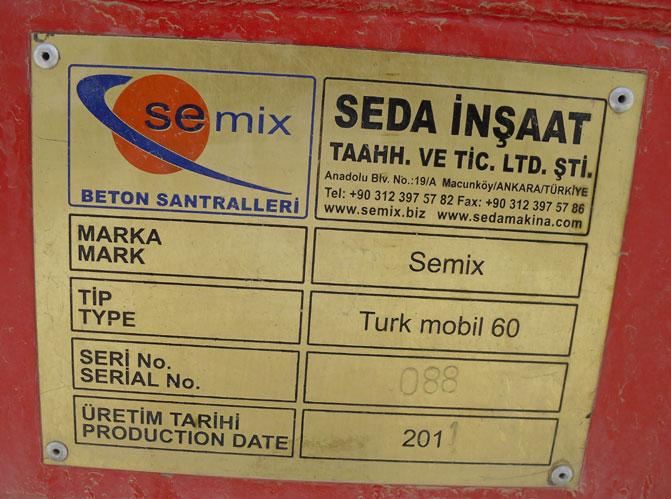 semix
BETON SANTRALLERİ
SEDA İNŞAAT
TAAHH. VE TİC. LTD. ŞTİ.
Anadolu Blv. No.:19/A Macunköy/ANKARA/TÜRKİYE
Tel: +90 312 397 57 82 Fax: +90 312 397 57 86
www.semix.biz www.sedamakina.com
MARKA
MARK
Semix
TİP
TYPE
Turk mobil 60
SERİ No.
SERIAL No.
088
ÜRETİM TARİHİ
PRODUCTION DATE
2011